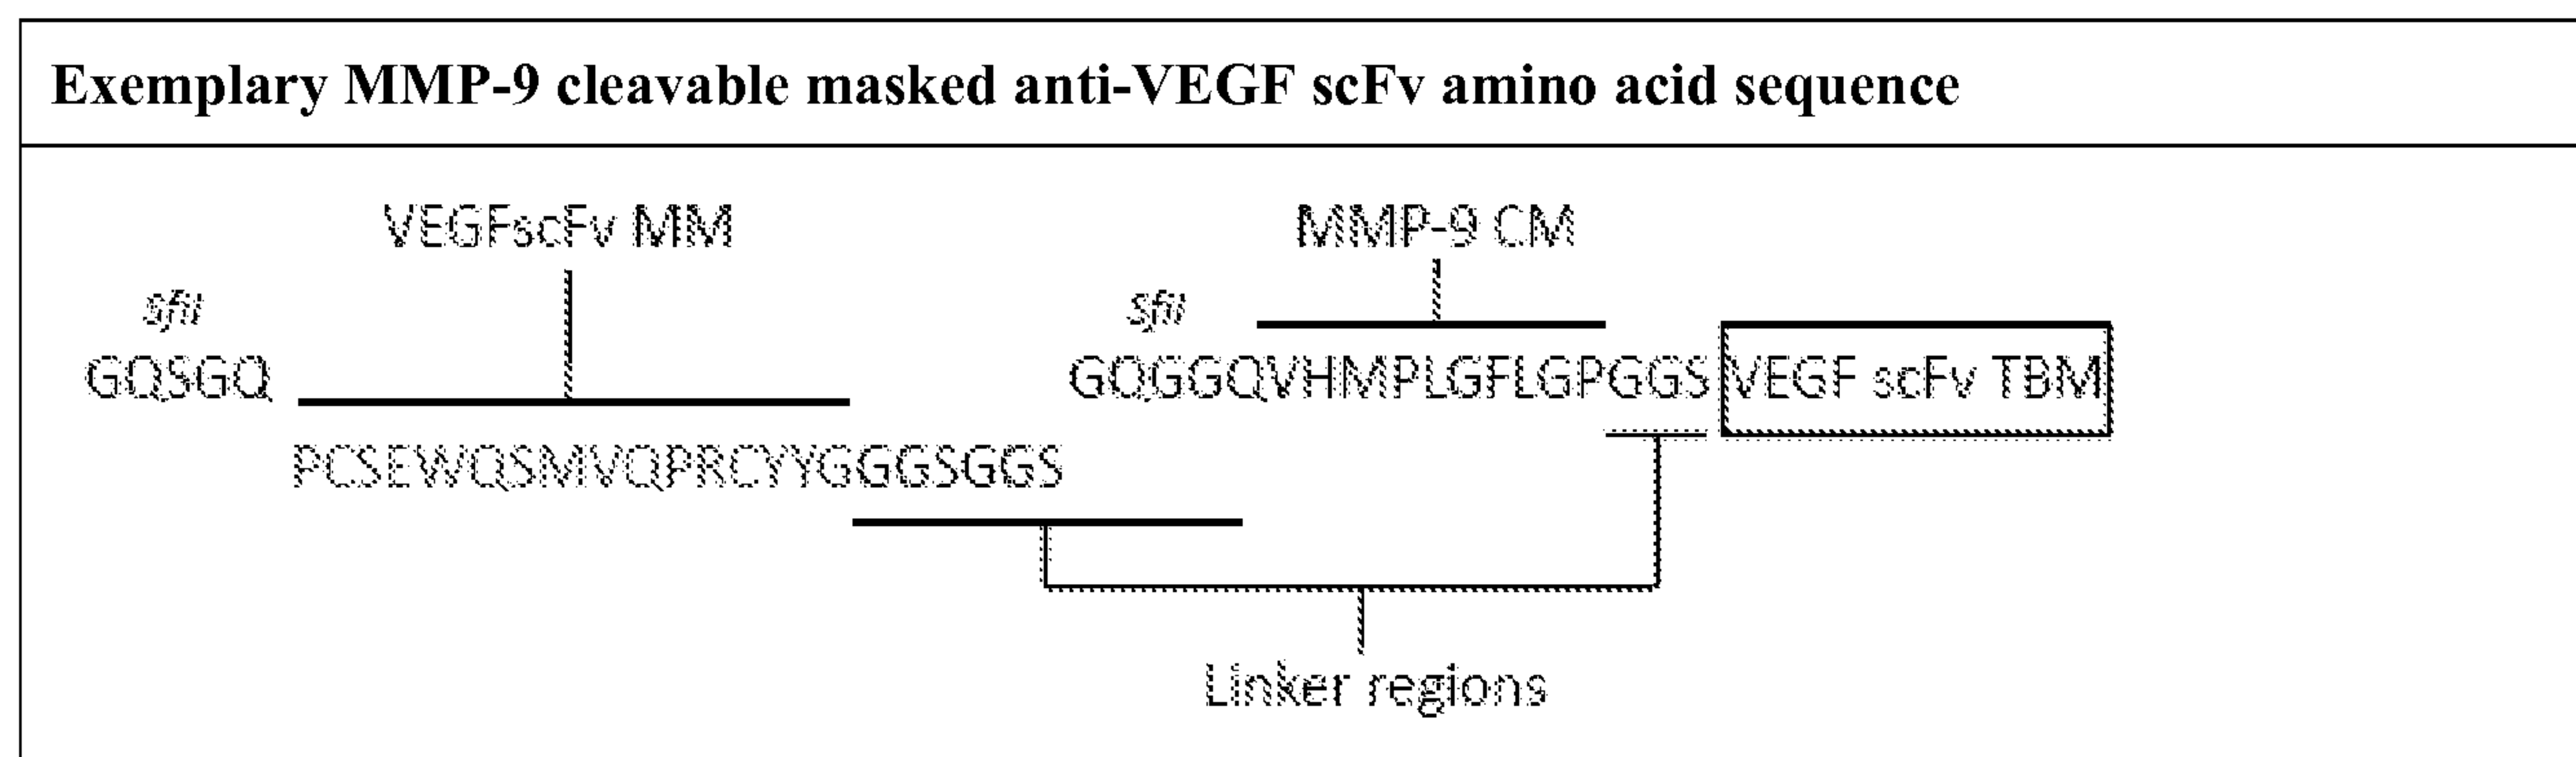 Exemplary MMP-9 cleavable masked anti-VEGF scFv amino acid sequence
VEGFscFv MM MMP-9 CM
sfiI SfiI
GQSGQ GQGGQVHMPLGFLGPGGS VEGF scFv TBM
PCSEWQSMVQPRCYYGGGSGGS
Linker regions